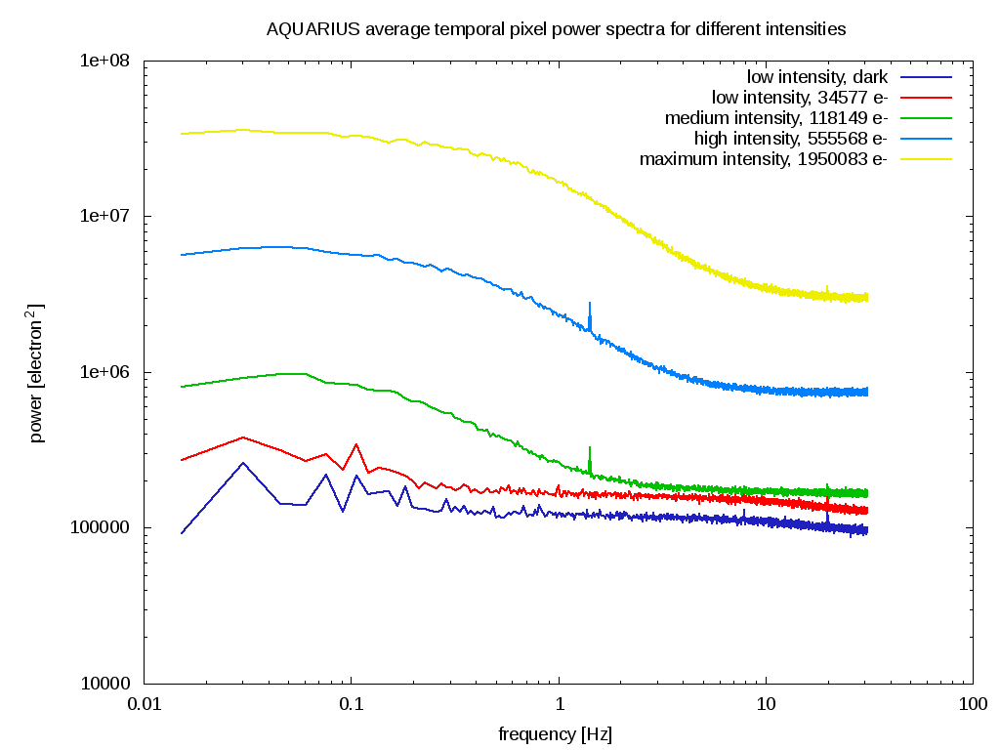 AQUARIUS average temporal pixel power spectra for different intensities
1e+08
low intensity, dark
low intensity, 34577 e-
medium intensity, 118149 e-
high intensity, 555568 e-
maximum intensity, 1950083 e-
1e+07
power [electron²]
1e+06
100000
10000
0.01 0.1 1 10 100
frequency [Hz]